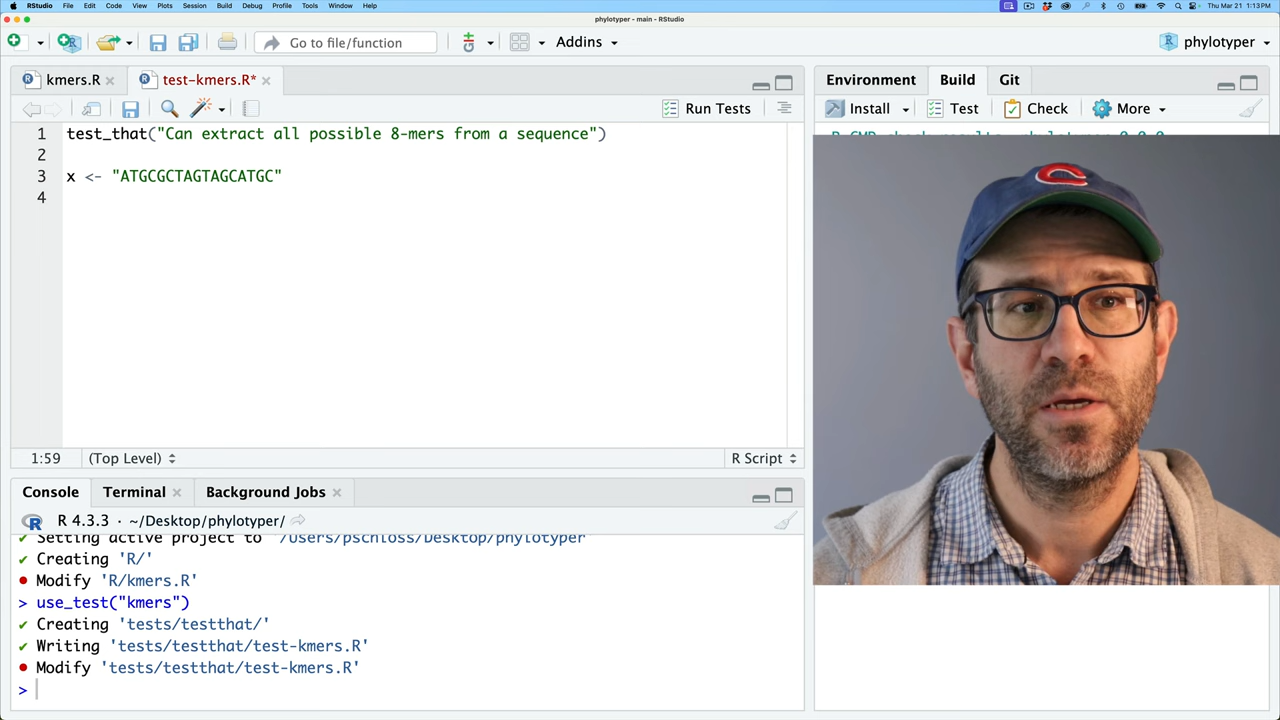 RStudio File Edit Code View Plots Session Build Debug Profile Tools Window Help Thu Mar 21 1:13 PM
phylotyper - main - RStudio
Go to file/function Addins phylotyper
kmers.R test-kmers.R* Environment Build Git
Run Tests Install Test Check More
1 test_that("Can extract all possible 8-mers from a sequence")
2
3 x <- "ATGCGCTAGTAGCATGC"
4
1:59 (Top Level) R Script
Console Terminal Background Jobs
R 4.3.3 · ~/Desktop/phylotyper/
✔ Setting active project to '/Users/pschloss/Desktop/phylotyper'
✔ Creating 'R/'
• Modify 'R/kmers.R'
> use_test("kmers")
✔ Creating 'tests/testthat/'
✔ Writing 'tests/testthat/test-kmers.R'
• Modify 'tests/testthat/test-kmers.R'
>